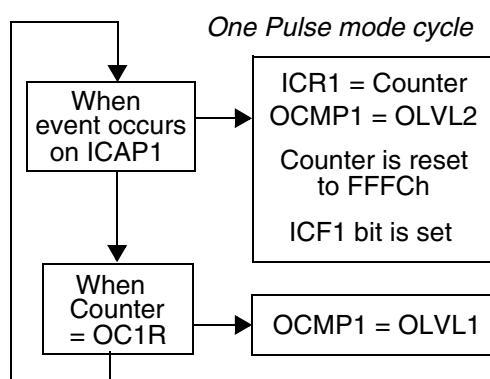 One Pulse mode cycle
When
event occurs
on ICAP1
ICR1 = Counter
OCMP1 = OLVL2
Counter is reset
to FFFCh
ICF1 bit is set
When
Counter
= OC1R
OCMP1 = OLVL1